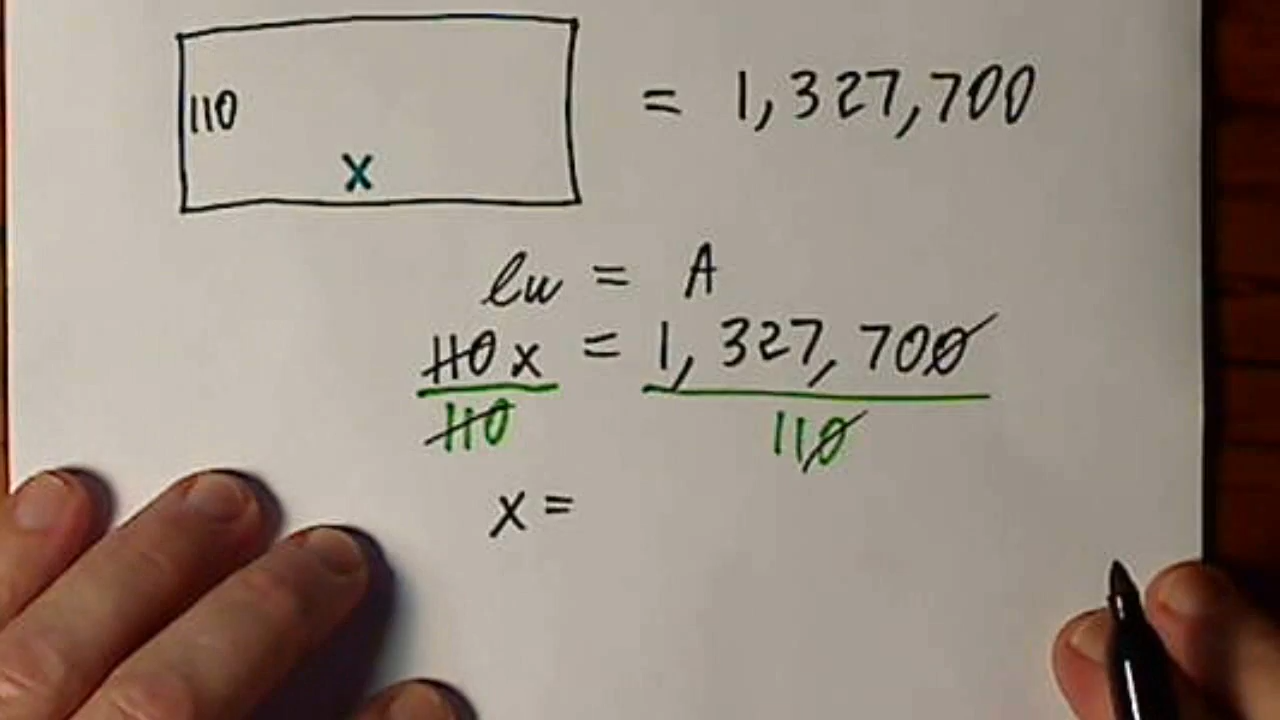 110
= 1,327,700
x
lw = A
110x = 1,327,700
110 110
x =